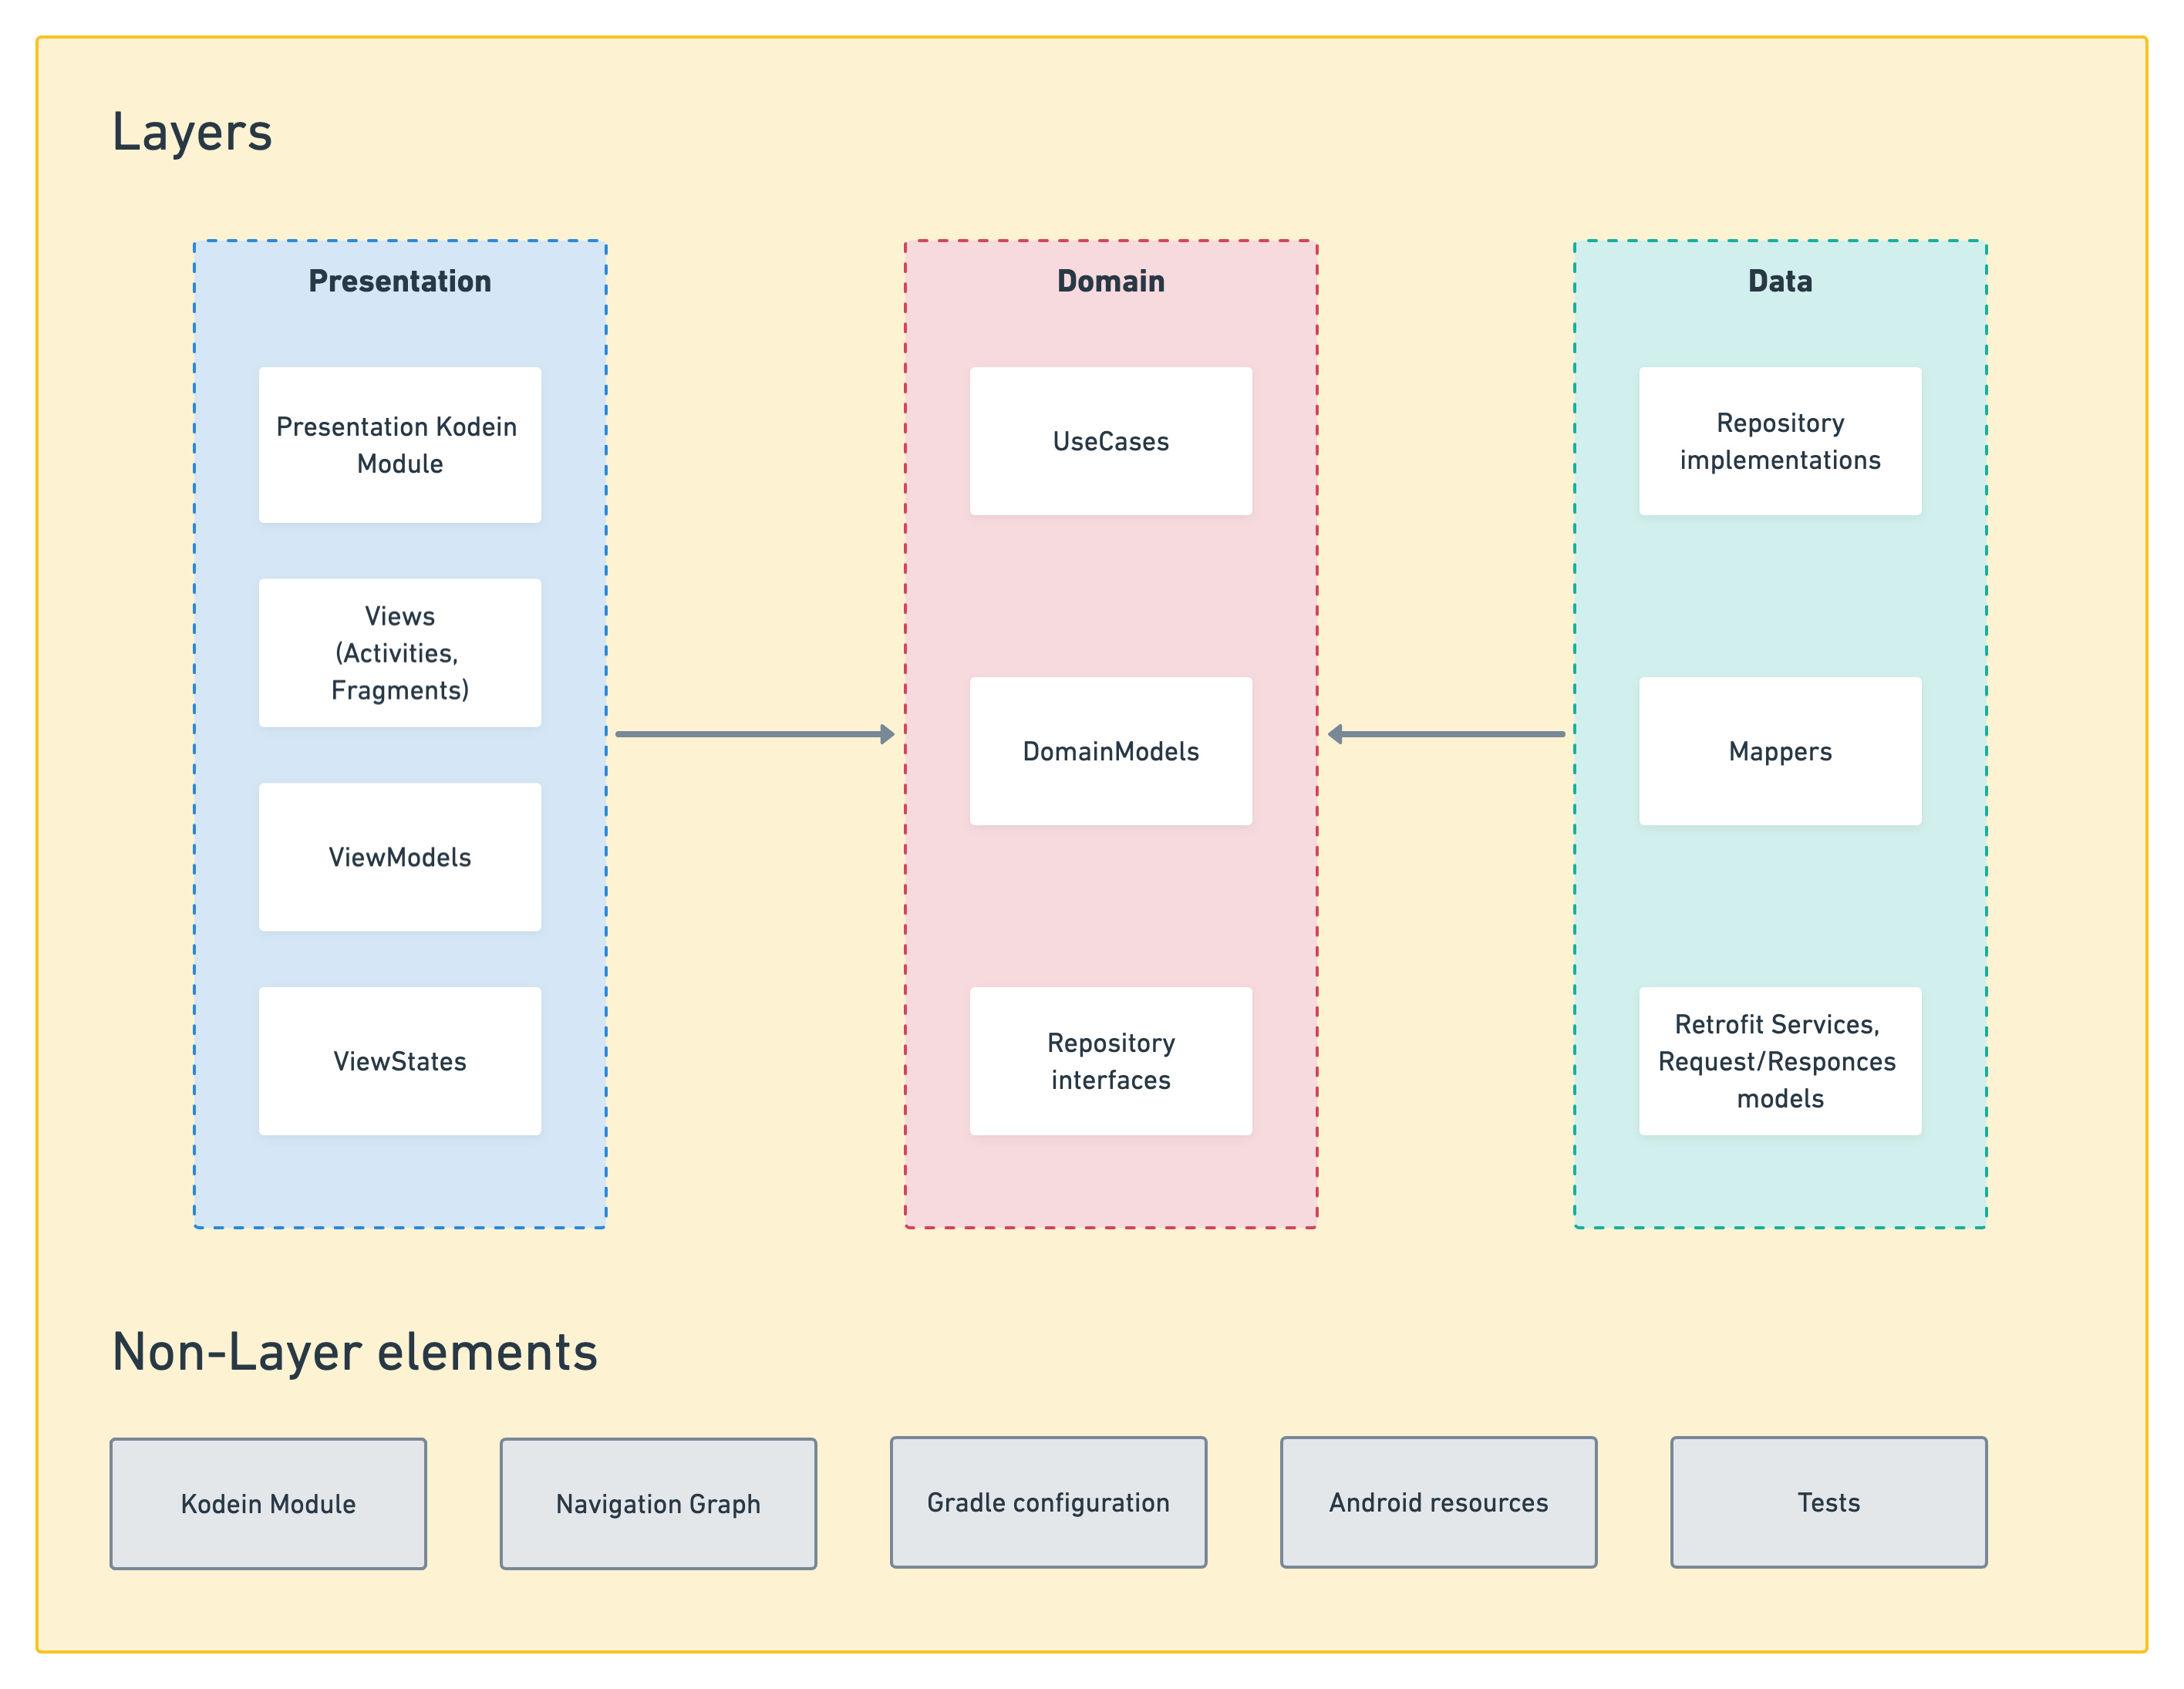 Layers
Presentation
Presentation Kodein
Module
Views
(Activities,
Fragments)
ViewModels
ViewStates
Domain
UseCases
DomainModels
Repository
interfaces
Data
Repository
implementations
Mappers
Retrofit Services,
Request/Responces
models
Non-Layer elements
Kodein Module
Navigation Graph
Gradle configuration
Android resources
Tests